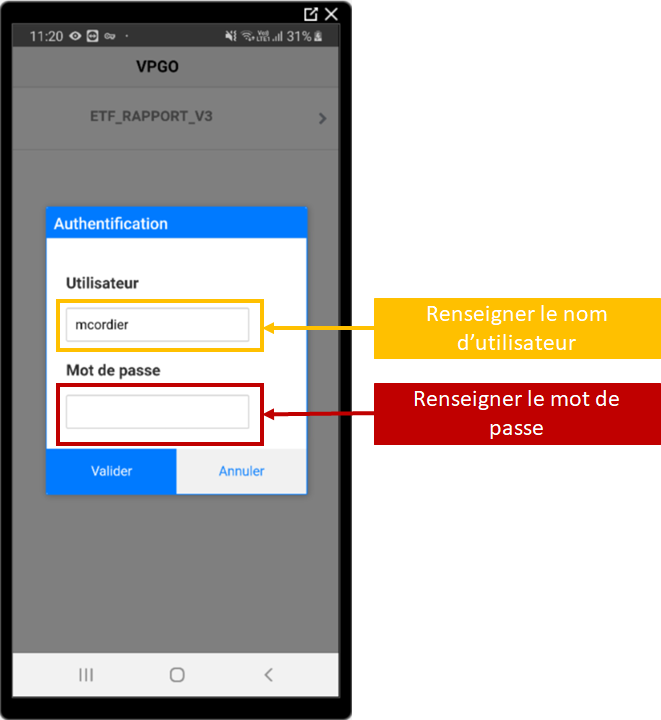 11:20
31%
VPGO
ETF_RAPPORT_V3
Authentification
Utilisateur
mcordier
Renseigner le nom
d’utilisateur
Mot de passe
Renseigner le mot de
passe
Valider
Annuler